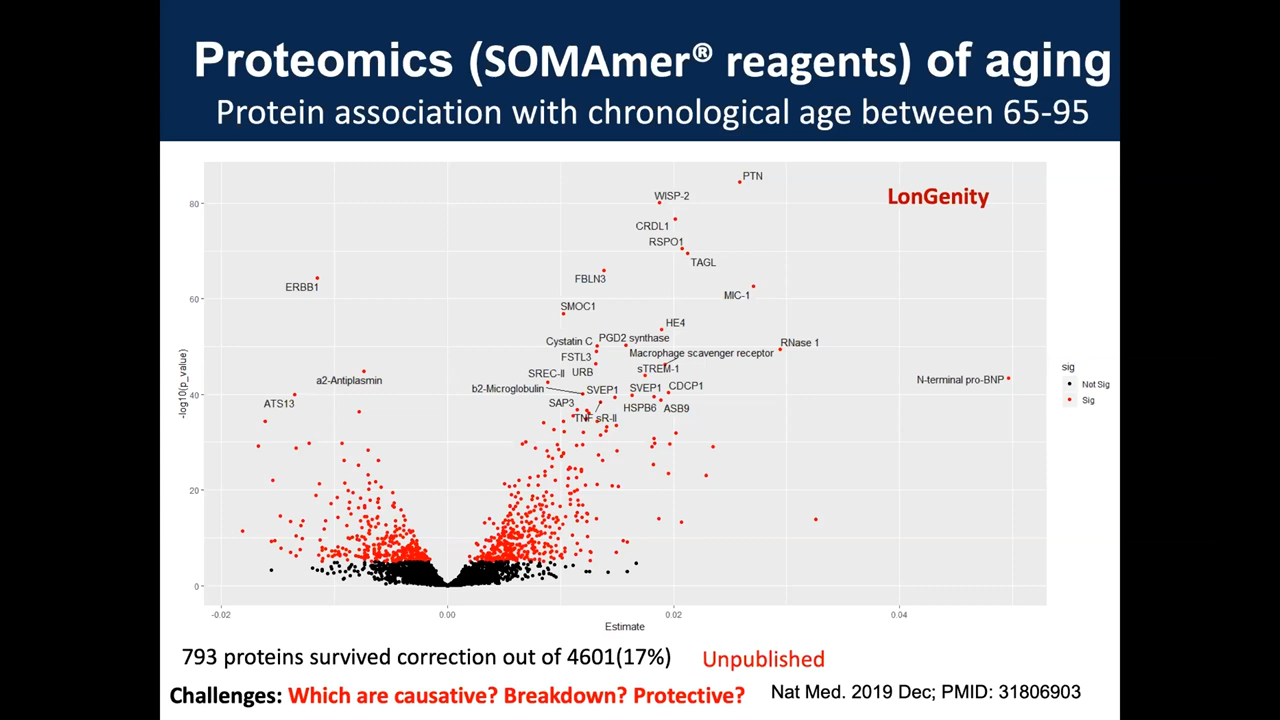 Proteomics (SOMAmer® reagents) of aging
Protein association with chronological age between 65-95
LonGenity
PTN
WISP-2
CRDL1
RSPO1
TAGL
FBLN3
ERBB1
MIC-1
SMOC1
HE4
Cystatin C
PGD2 synthase
RNase 1
FSTL3
Macrophage scavenger receptor
URB
sTREM-1
SREC-II
a2-Antiplasmin
N-terminal pro-BNP
b2-Microglobulin
SVEP1
SVEP1
CDCP1
ATS13
SAP3
HSPB6
ASB9
TNF sR-II
80
60
40
20
0
-log10(p_value)
-0.02
0.00
0.02
0.04
Estimate
sig
Not Sig
Sig
793 proteins survived correction out of 4601(17%)
Unpublished
Challenges: Which are causative? Breakdown? Protective?
Nat Med. 2019 Dec; PMID: 31806903